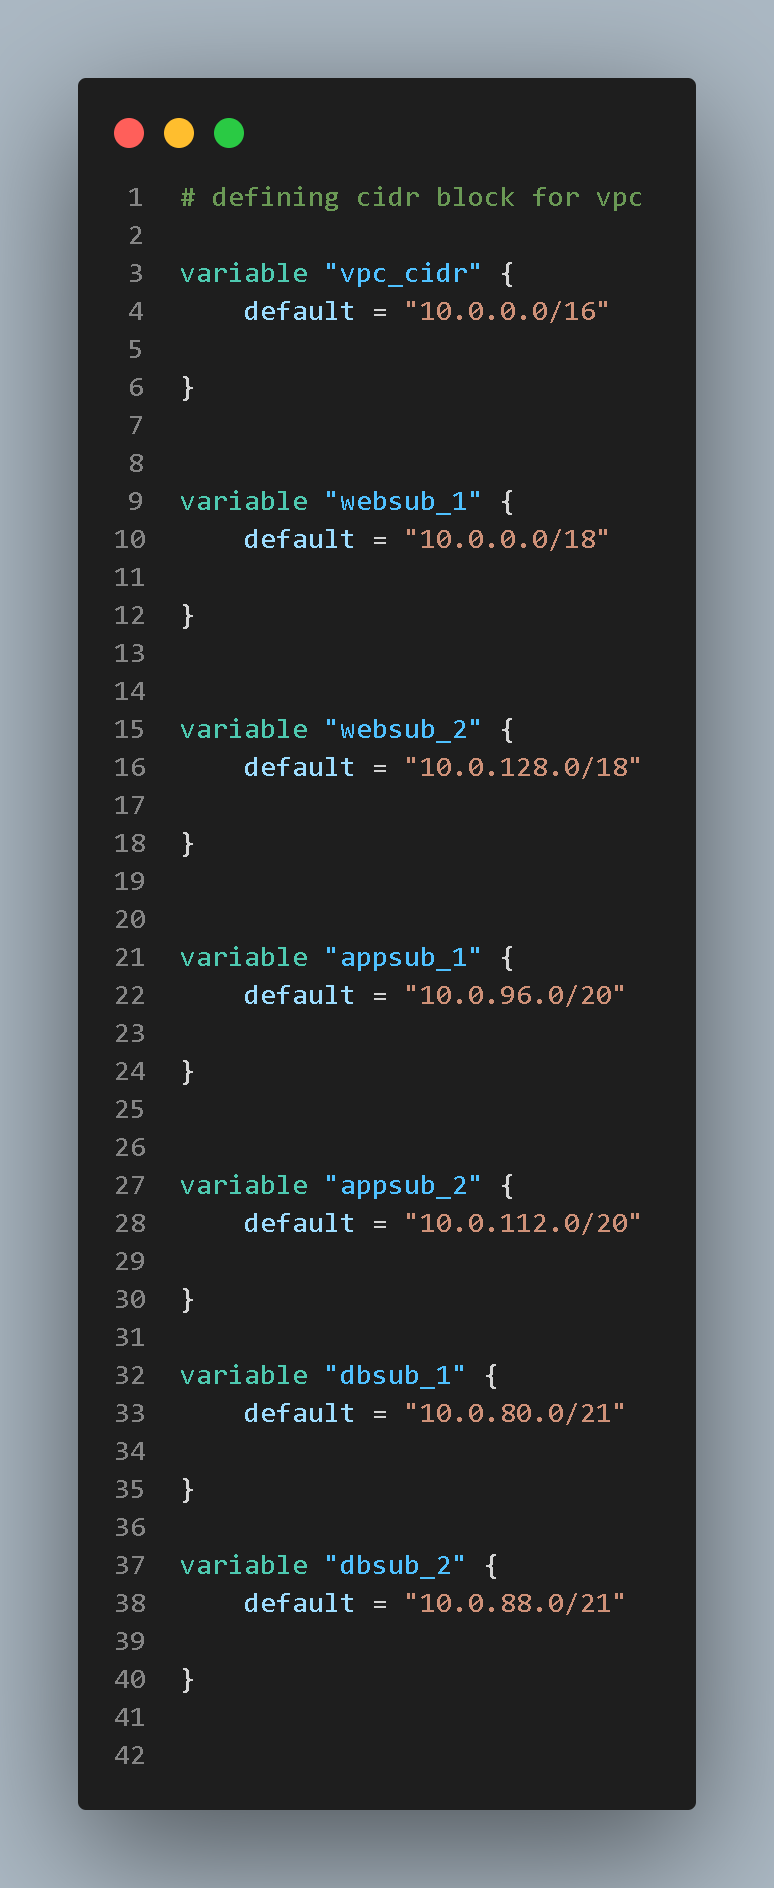 1 # defining cidr block for vpc
2
3 variable "vpc_cidr" {
4     default = "10.0.0.0/16"
5
6 }
7
8
9 variable "websub_1" {
10     default = "10.0.0.0/18"
11
12 }
13
14
15 variable "websub_2" {
16     default = "10.0.128.0/18"
17
18 }
19
20
21 variable "appsub_1" {
22     default = "10.0.96.0/20"
23
24 }
25
26
27 variable "appsub_2" {
28     default = "10.0.112.0/20"
29
30 }
31
32 variable "dbsub_1" {
33     default = "10.0.80.0/21"
34
35 }
36
37 variable "dbsub_2" {
38     default = "10.0.88.0/21"
39
40 }
41
42